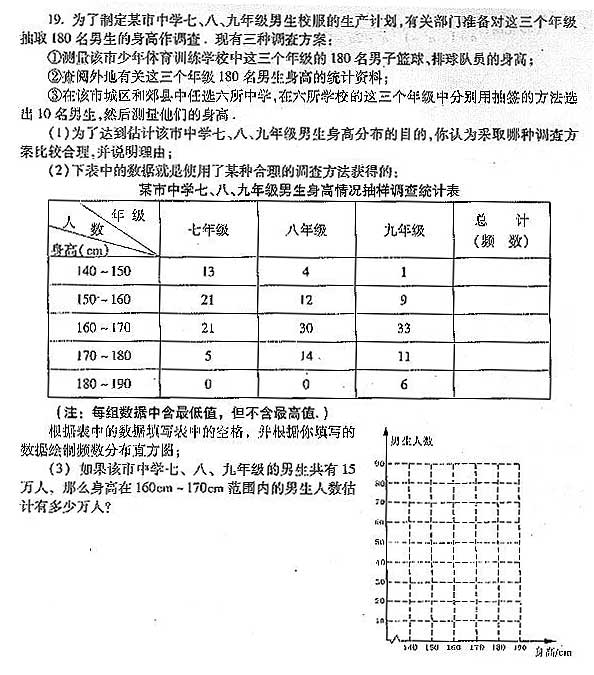 19. 为了制定某市中学七、八、九年级男生校服的生产计划,有关部门准备对这三个年级
抽取180名男生的身高作调查. 现有三种调查方案:
①测量该市少年体育训练学校中这三个年级的180名男子篮球、排球队员的身高;
②查阅外地有关这三个年级180名男生身高的统计资料;
③在该市城区和郊县中任选六所中学,在六所学校的这三个年级中分别用抽签的方法选
出10名男生,然后测量他们的身高.
(1)为了达到估计该市中学七、八、九年级男生身高分布的目的,你认为采取哪种调查方
案比较合理,并说明理由;
(2)下表中的数据就是使用了某种合理的调查方法获得的:
某市中学七、八、九年级男生身高情况抽样调查统计表
人数 年级 身高(cm) 七年级 八年级 九年级 总计(频数)
140~150 13 4 1
150~160 21 12 9
160~170 21 30 33
170~180 5 14 11
180~190 0 0 6
(注: 每组数据中含最低值, 但不含最高值.)
根据表中的数据填写表中的空格, 并根据你填写的
数据绘制频数分布直方图;
(3) 如果该市中学七、八、九年级的男生共有15
万人, 那么身高在160cm~170cm范围内的男生人数估
计有多少万人?
男生人数
90
80
70
60
50
40
30
20
10
140 150 160 170 180 190
身高/cm